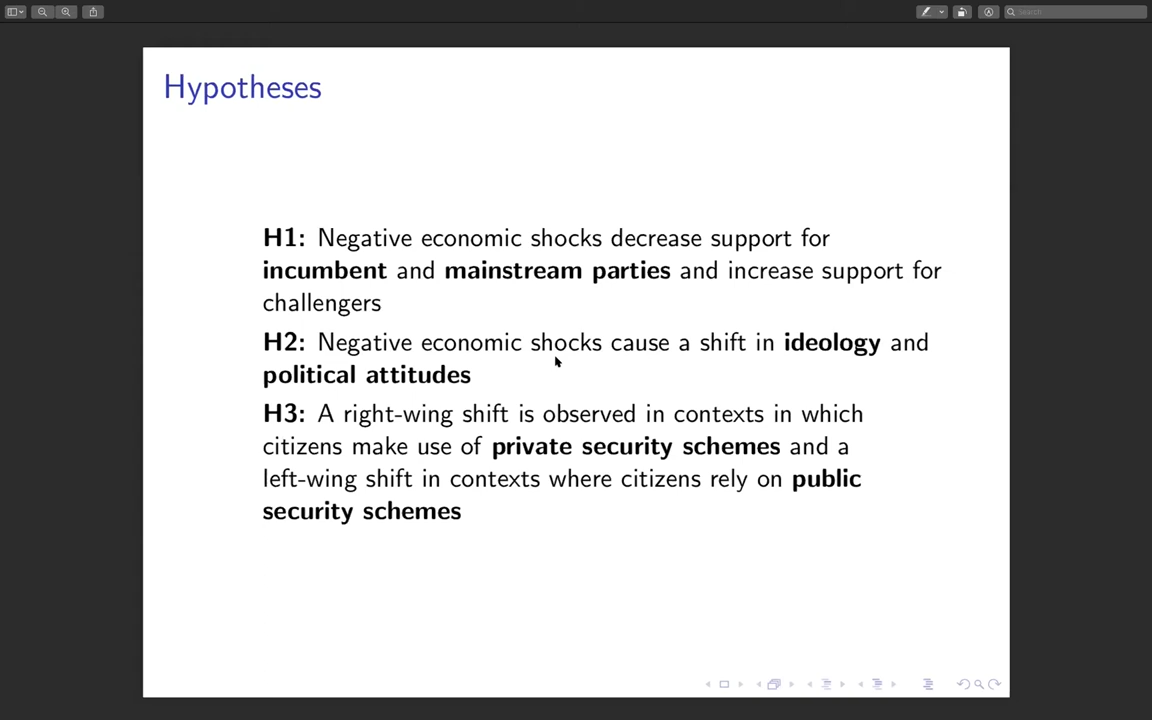 Search
Hypotheses
H1: Negative economic shocks decrease support for
incumbent and mainstream parties and increase support for
challengers
H2: Negative economic shocks cause a shift in ideology and
political attitudes
H3: A right-wing shift is observed in contexts in which
citizens make use of private security schemes and a
left-wing shift in contexts where citizens rely on public
security schemes